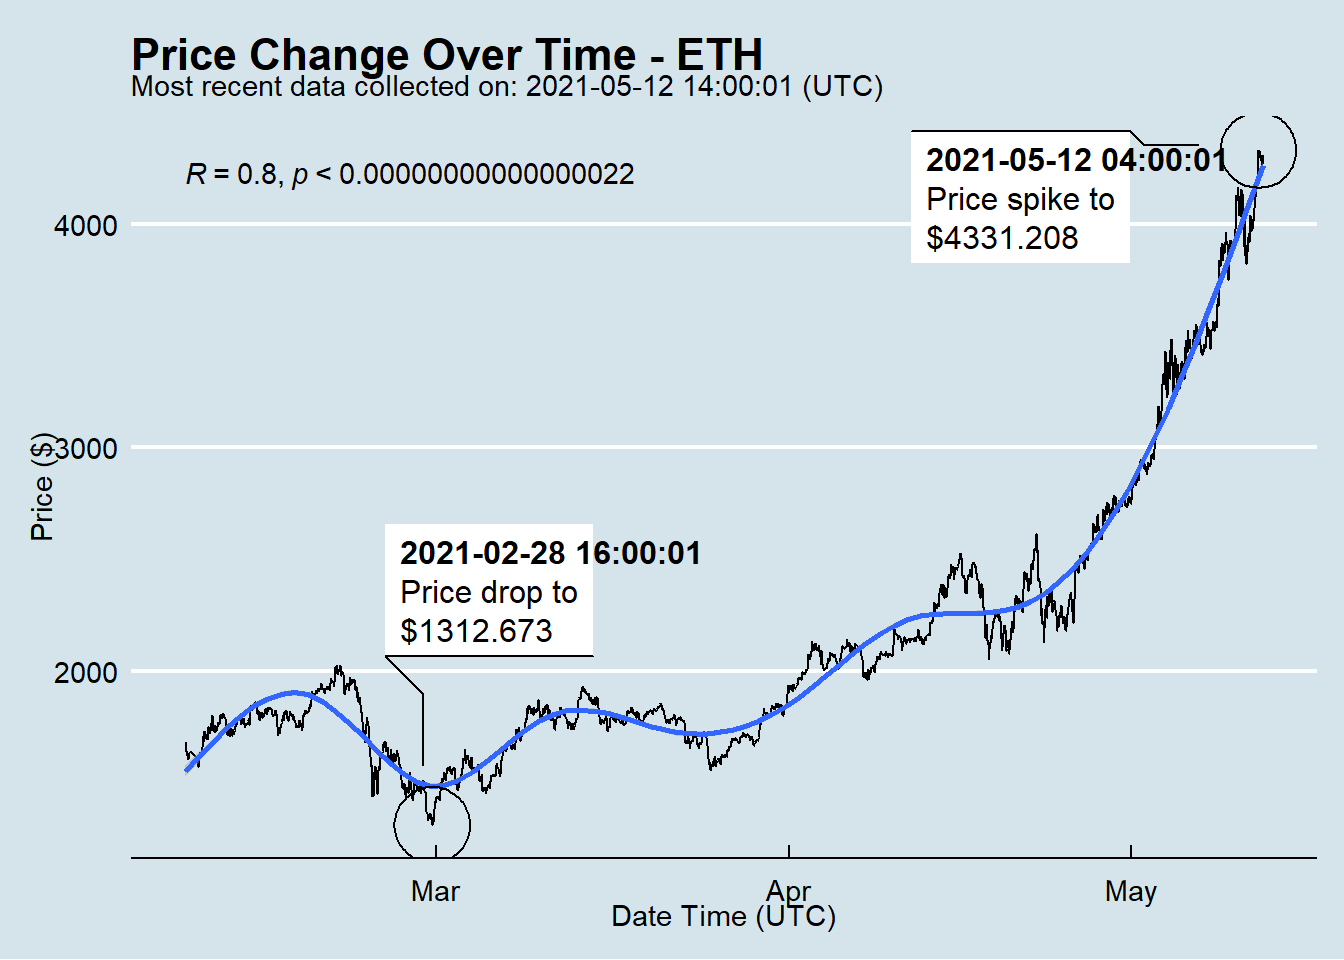 Price Change Over Time - ETH
Most recent data collected on: 2021-05-12 14:00:01 (UTC)
R = 0.8, p < 0.00000000000000022
2021-05-12 04:00:01
Price spike to
$4331.208
4000
3000
2000
Price ($)
2021-02-28 16:00:01
Price drop to
$1312.673
Mar
Apr
May
Date Time (UTC)